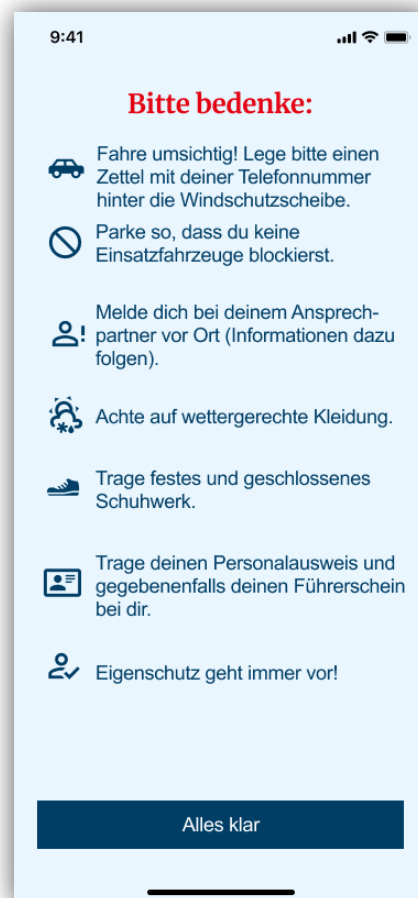 9:41
Bitte bedenke:
Fahre umsichtig! Lege bitte einen
Zettel mit deiner Telefonnummer
hinter die Windschutzscheibe.
Parke so, dass du keine
Einsatzfahrzeuge blockierst.
Melde dich bei deinem Ansprech-
partner vor Ort (Informationen dazu
folgen).
Achte auf wettergerechte Kleidung.
Trage festes und geschlossenes
Schuhwerk.
Trage deinen Personalausweis und
gegebenenfalls deinen Führerschein
bei dir.
Eigenschutz geht immer vor!
Alles klar